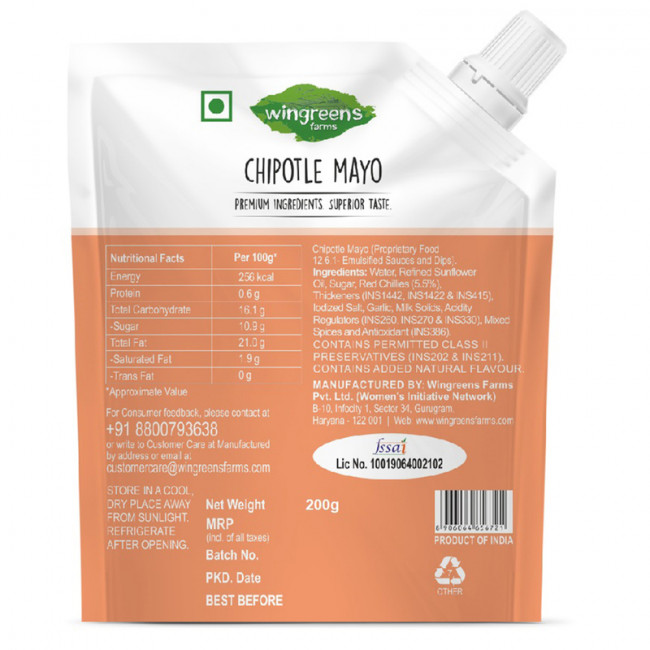 wingreens
farms
CHIPOTLE MAYO
PREMIUM INGREDIENTS. SUPERIOR TASTE.
Nutritional Facts Per 100g*
Energy 256 kcal
Protein 0.6 g
Total Carbohydrate 16.1 g
-Sugar 10.9 g
Total Fat 21.0 g
-Saturated Fat 1.9 g
-Trans Fat 0 g
*Approximate Value
For Consumer feedback, please contact at
+91 8800793638
or write to Customer Care at Manufactured
by address or email at
customercare@wingreensfarms.com
STORE IN A COOL,
DRY PLACE AWAY
FROM SUNLIGHT.
REFRIGERATE
AFTER OPENING.
Chipotle Mayo (Proprietary Food
12 6 1- Emulsified Sauces and Dips).
Ingredients: Water, Refined Sunflower
Oil, Sugar, Red Chillies (5.5%),
Thickeners (INS1442, INS1422 & INS415),
Iodized Salt, Garlic, Milk Solids, Acidity
Regulators (INS260, INS270 & INS330), Mixed
Spices and Antioxidant (INS386).
CONTAINS PERMITTED CLASS II
PRESERVATIVES (INS202 & INS211).
CONTAINS ADDED NATURAL FLAVOUR.
MANUFACTURED BY: Wingreens Farms
Pvt. Ltd. (Women's Initiative Network)
B-10, Infocity 1, Sector 34, Gurugram.
Haryana - 122 001 | Web: www.wingreensfarms.com
fssai
Lic No. 10019064002102
Net Weight 200g
MRP
(incl. of all taxes)
Batch No.
PKD. Date
BEST BEFORE
8 906064 656721
PRODUCT OF INDIA
OTHER